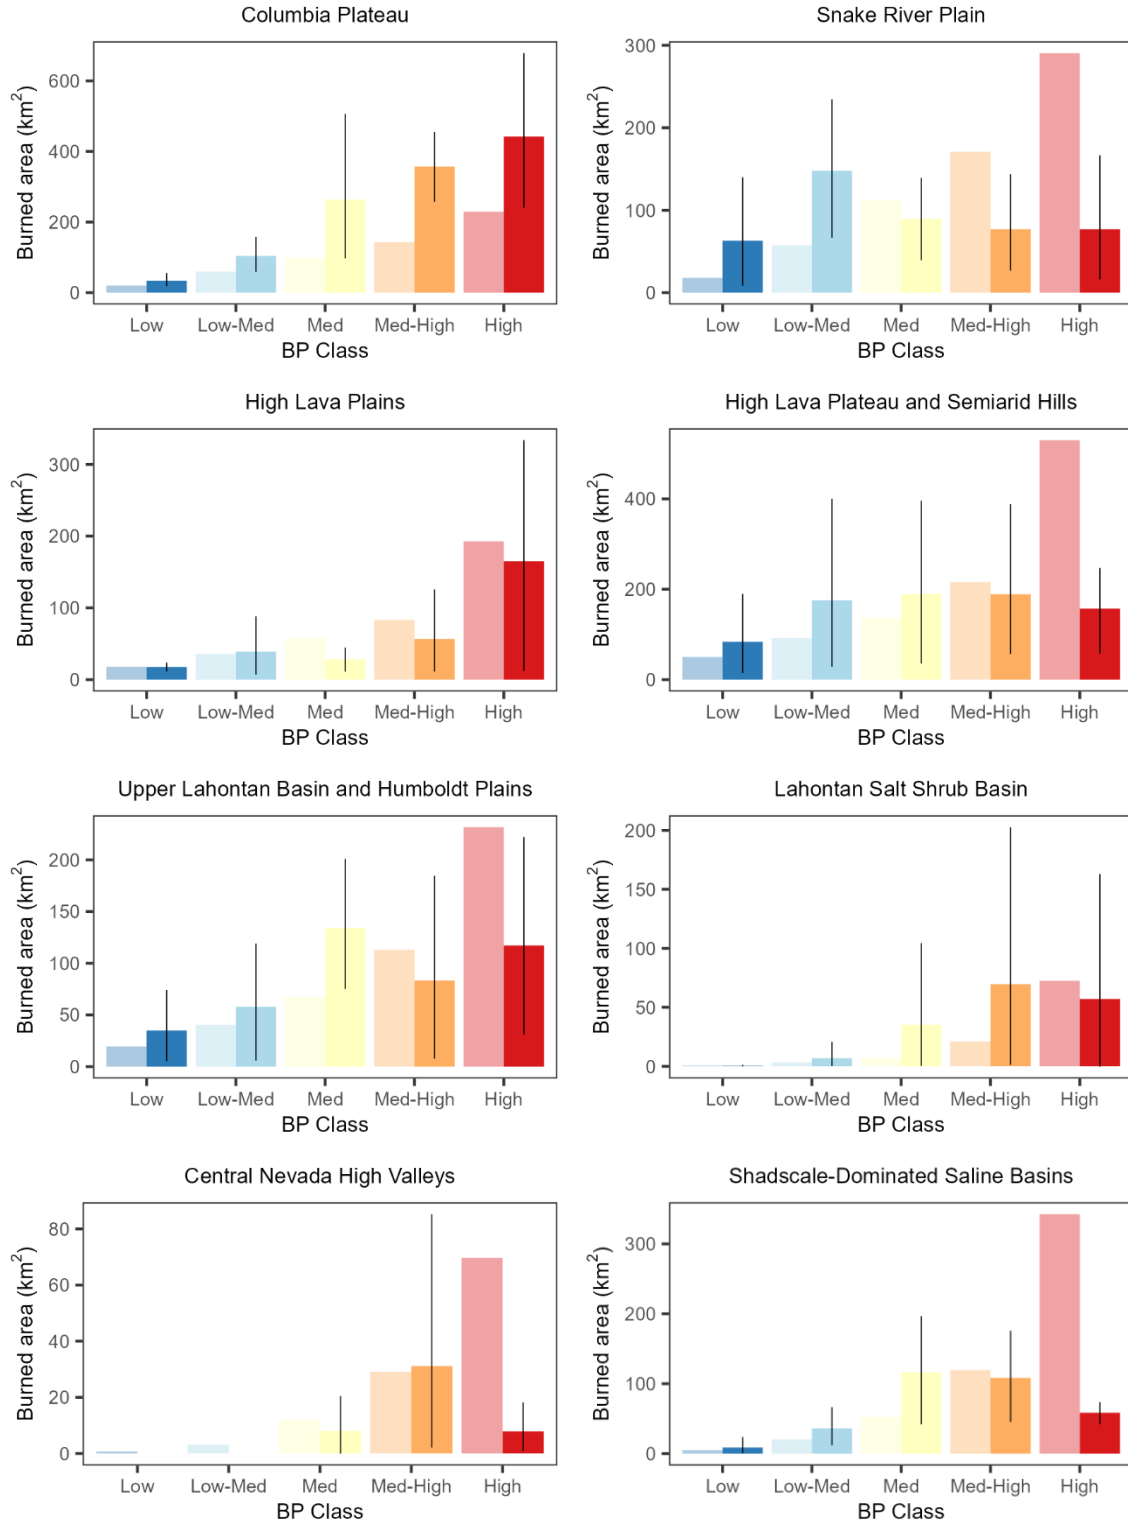 Columbia Plateau
Burned area (km²)
600
400
200
0
Low Low-Med Med Med-High High
BP Class
Snake River Plain
Burned area (km²)
300
200
100
0
Low Low-Med Med Med-High High
BP Class
High Lava Plains
Burned area (km²)
300
200
100
0
Low Low-Med Med Med-High High
BP Class
High Lava Plateau and Semiarid Hills
Burned area (km²)
400
200
0
Low Low-Med Med Med-High High
BP Class
Upper Lahontan Basin and Humboldt Plains
Burned area (km²)
200
150
100
50
0
Low Low-Med Med Med-High High
BP Class
Lahontan Salt Shrub Basin
Burned area (km²)
200
150
100
50
0
Low Low-Med Med Med-High High
BP Class
Central Nevada High Valleys
Burned area (km²)
80
60
40
20
0
Low Low-Med Med Med-High High
BP Class
Shadscale-Dominated Saline Basins
Burned area (km²)
300
200
100
0
Low Low-Med Med Med-High High
BP Class